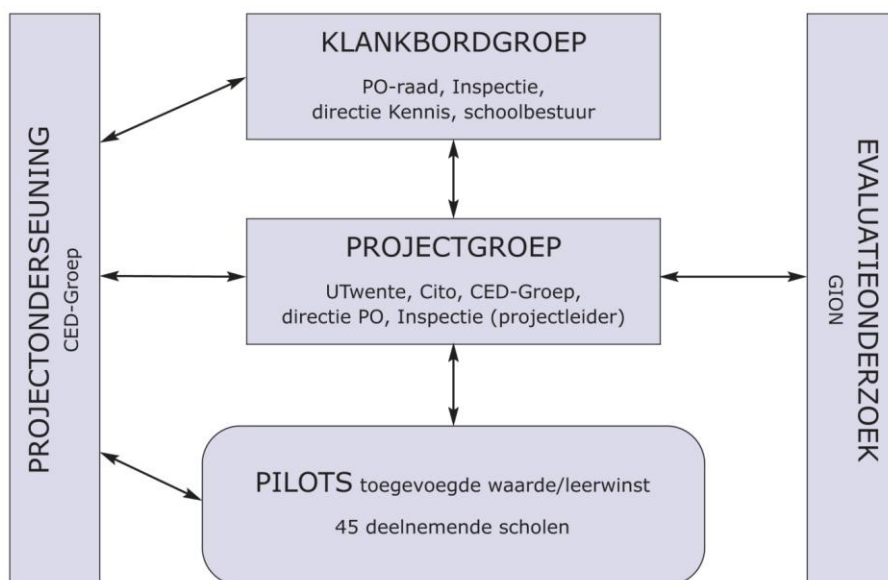 PROJECTONDERSEUNING
CED-Groep
KLANKBORDGROEP
PO-raad, Inspectie,
directie Kennis, schoolbestuur
PROJECTGROEP
UTwente, Cito, CED-Groep,
directie PO, Inspectie (projectleider)
PILOTS toegevoegde waarde/leerwinst
45 deelnemende scholen
EVALUATIEONDERZOEK
GION